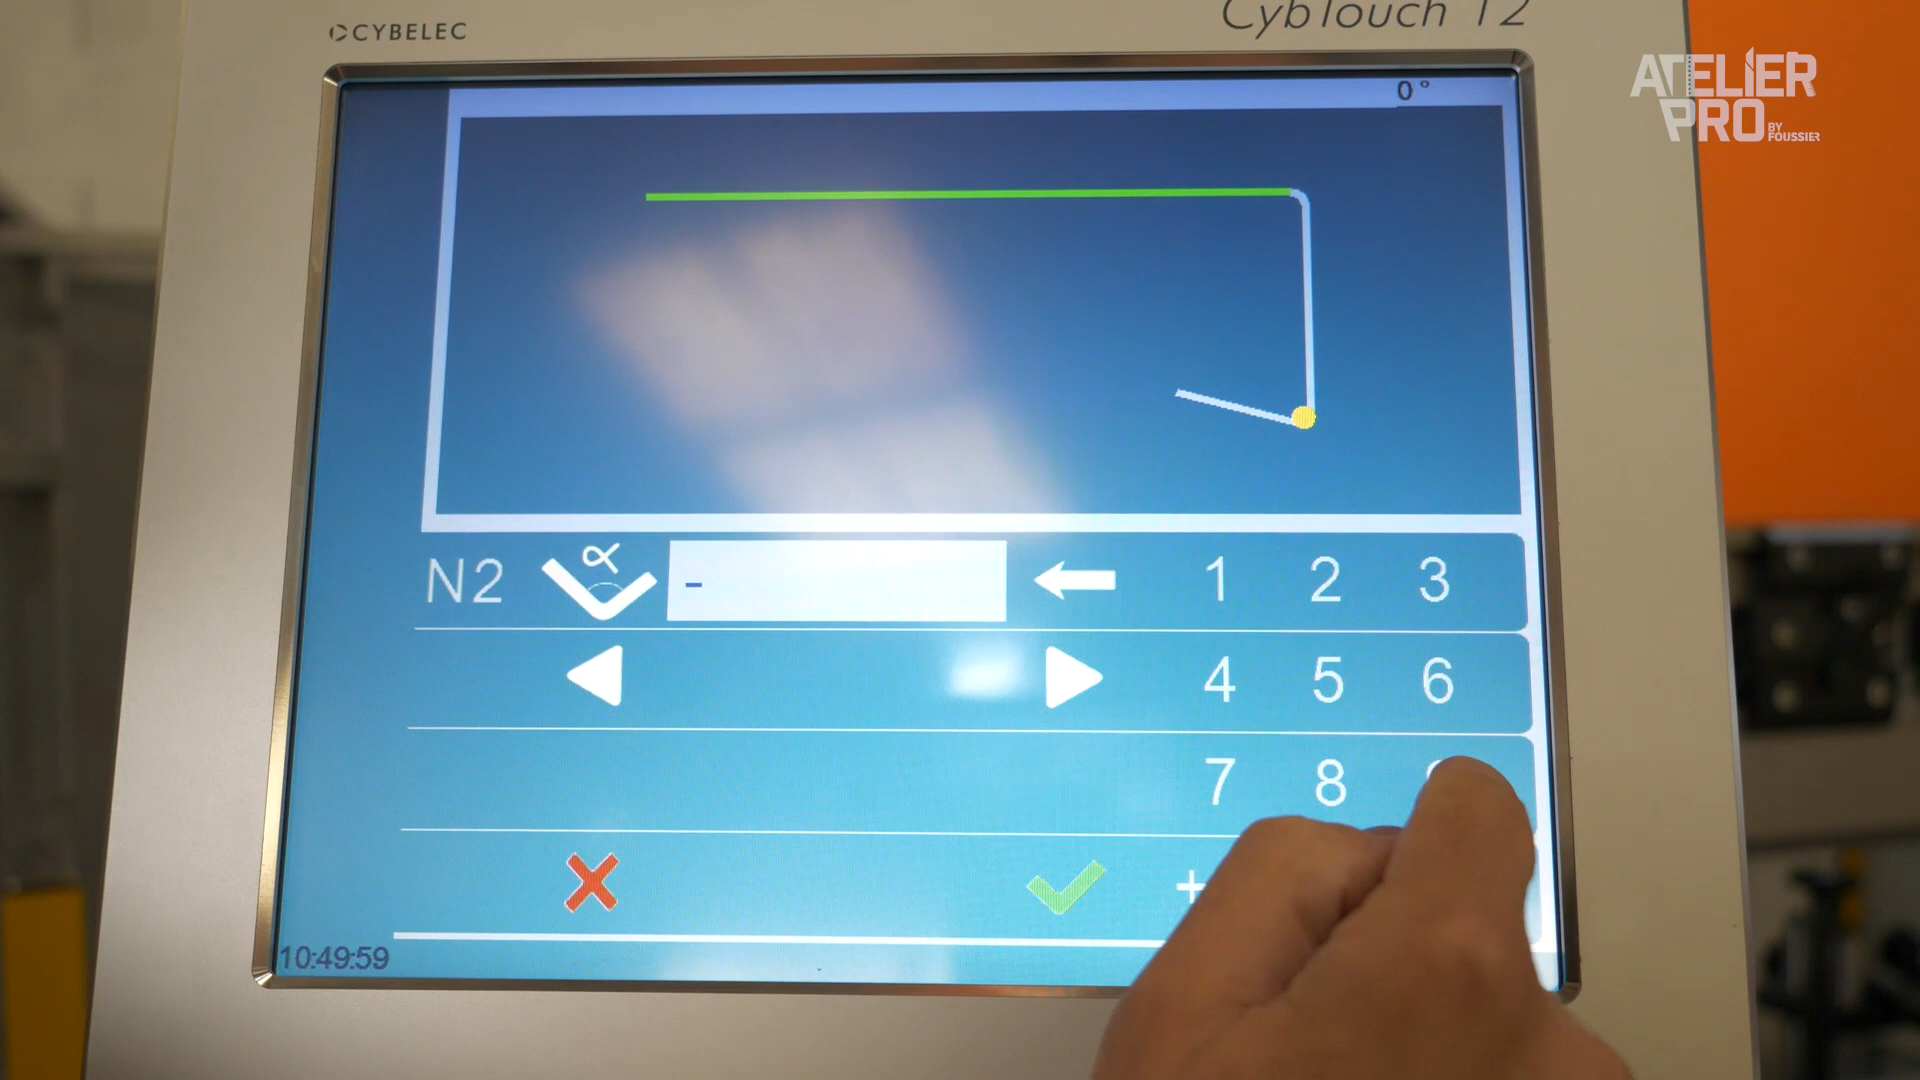 CYBELEC
CybTouch 12
ATELIER
PRO BY FOUSSIER
0°
N2 α - 1 2 3
4 5 6
7 8
+
10:49:59